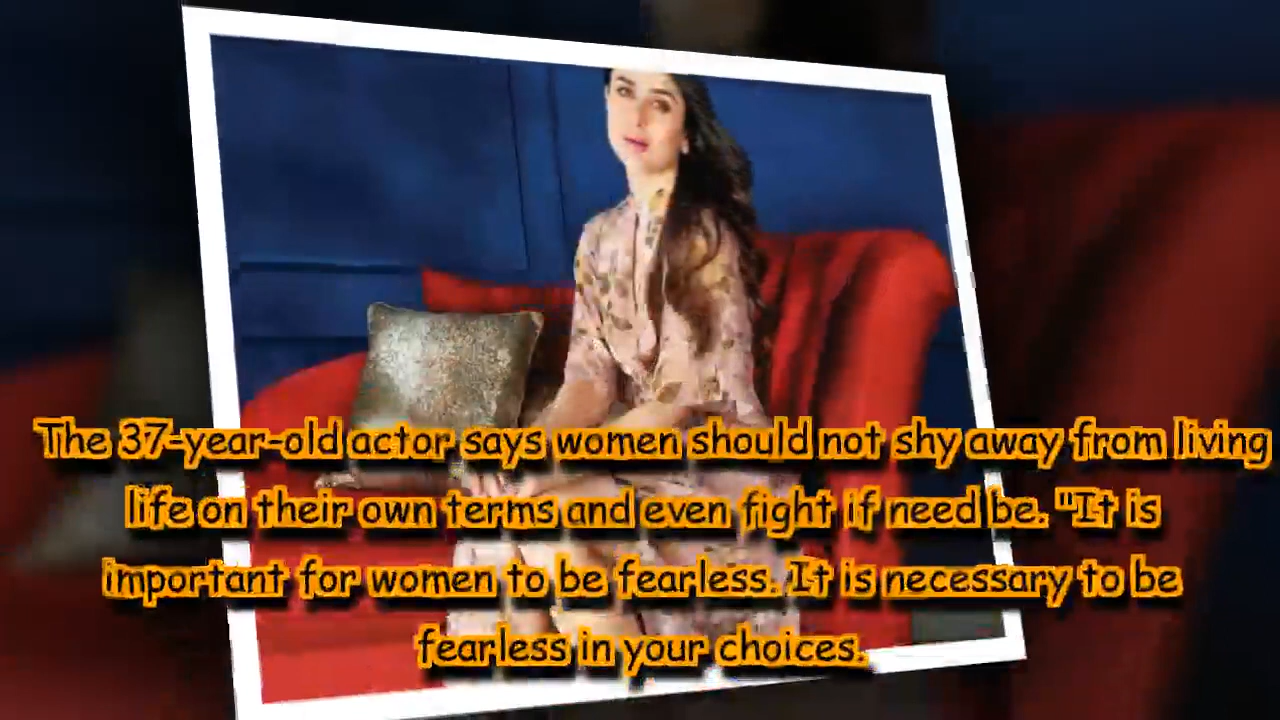 The 37-year-old actor says women should not shy away from living
life on their own terms and even fight if need be. "It is
important for women to be fearless. It is necessary to be
fearless in your choices.